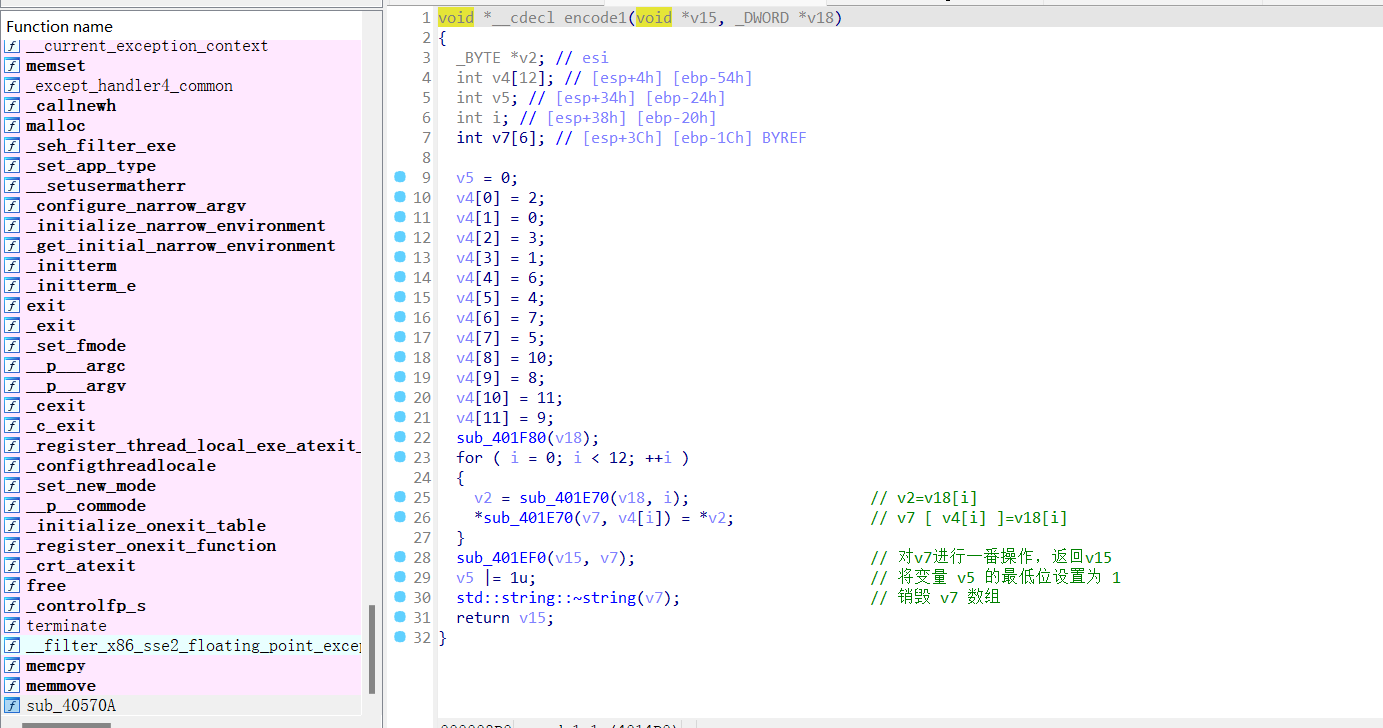 Function name
__current_exception_context
memset
_except_handler4_common
_callnewh
malloc
_seh_filter_exe
_set_app_type
__setusermatherr
_configure_narrow_argv
_initialize_narrow_environment
_get_initial_narrow_environment
_initterm
_initterm_e
exit
_exit
_set_fmode
__p___argc
__p___argv
_cexit
_c_exit
_register_thread_local_exe_atexit_
_configthreadlocale
_set_new_mode
__p__commode
_initialize_onexit_table
_register_onexit_function
_crt_atexit
free
_controlfp_s
terminate
__filter_x86_sse2_floating_point_excep
memcpy
memmove
sub_40570A
1 void *__cdecl encode1(void *v15, _DWORD *v18)
2 {
3 _BYTE *v2; // esi
4 int v4[12]; // [esp+4h] [ebp-54h]
5 int v5; // [esp+34h] [ebp-24h]
6 int i; // [esp+38h] [ebp-20h]
7 int v7[6]; // [esp+3Ch] [ebp-1Ch] BYREF
8
9 v5 = 0;
10 v4[0] = 2;
11 v4[1] = 0;
12 v4[2] = 3;
13 v4[3] = 1;
14 v4[4] = 6;
15 v4[5] = 4;
16 v4[6] = 7;
17 v4[7] = 5;
18 v4[8] = 10;
19 v4[9] = 8;
20 v4[10] = 11;
21 v4[11] = 9;
22 sub_401F80(v18);
23 for ( i = 0; i < 12; ++i )
24 {
25 v2 = sub_401E70(v18, i); // v2=v18[i]
26 *sub_401E70(v7, v4[i]) = *v2; // v7 [ v4[i] ]=v18[i]
27 }
28 sub_401EF0(v15, v7); // 对v7进行一番操作，返回v15
29 v5 |= 1u; // 将变量 v5 的最低位设置为 1
30 std::string::~string(v7); // 销毁 v7 数组
31 return v15;
32 }